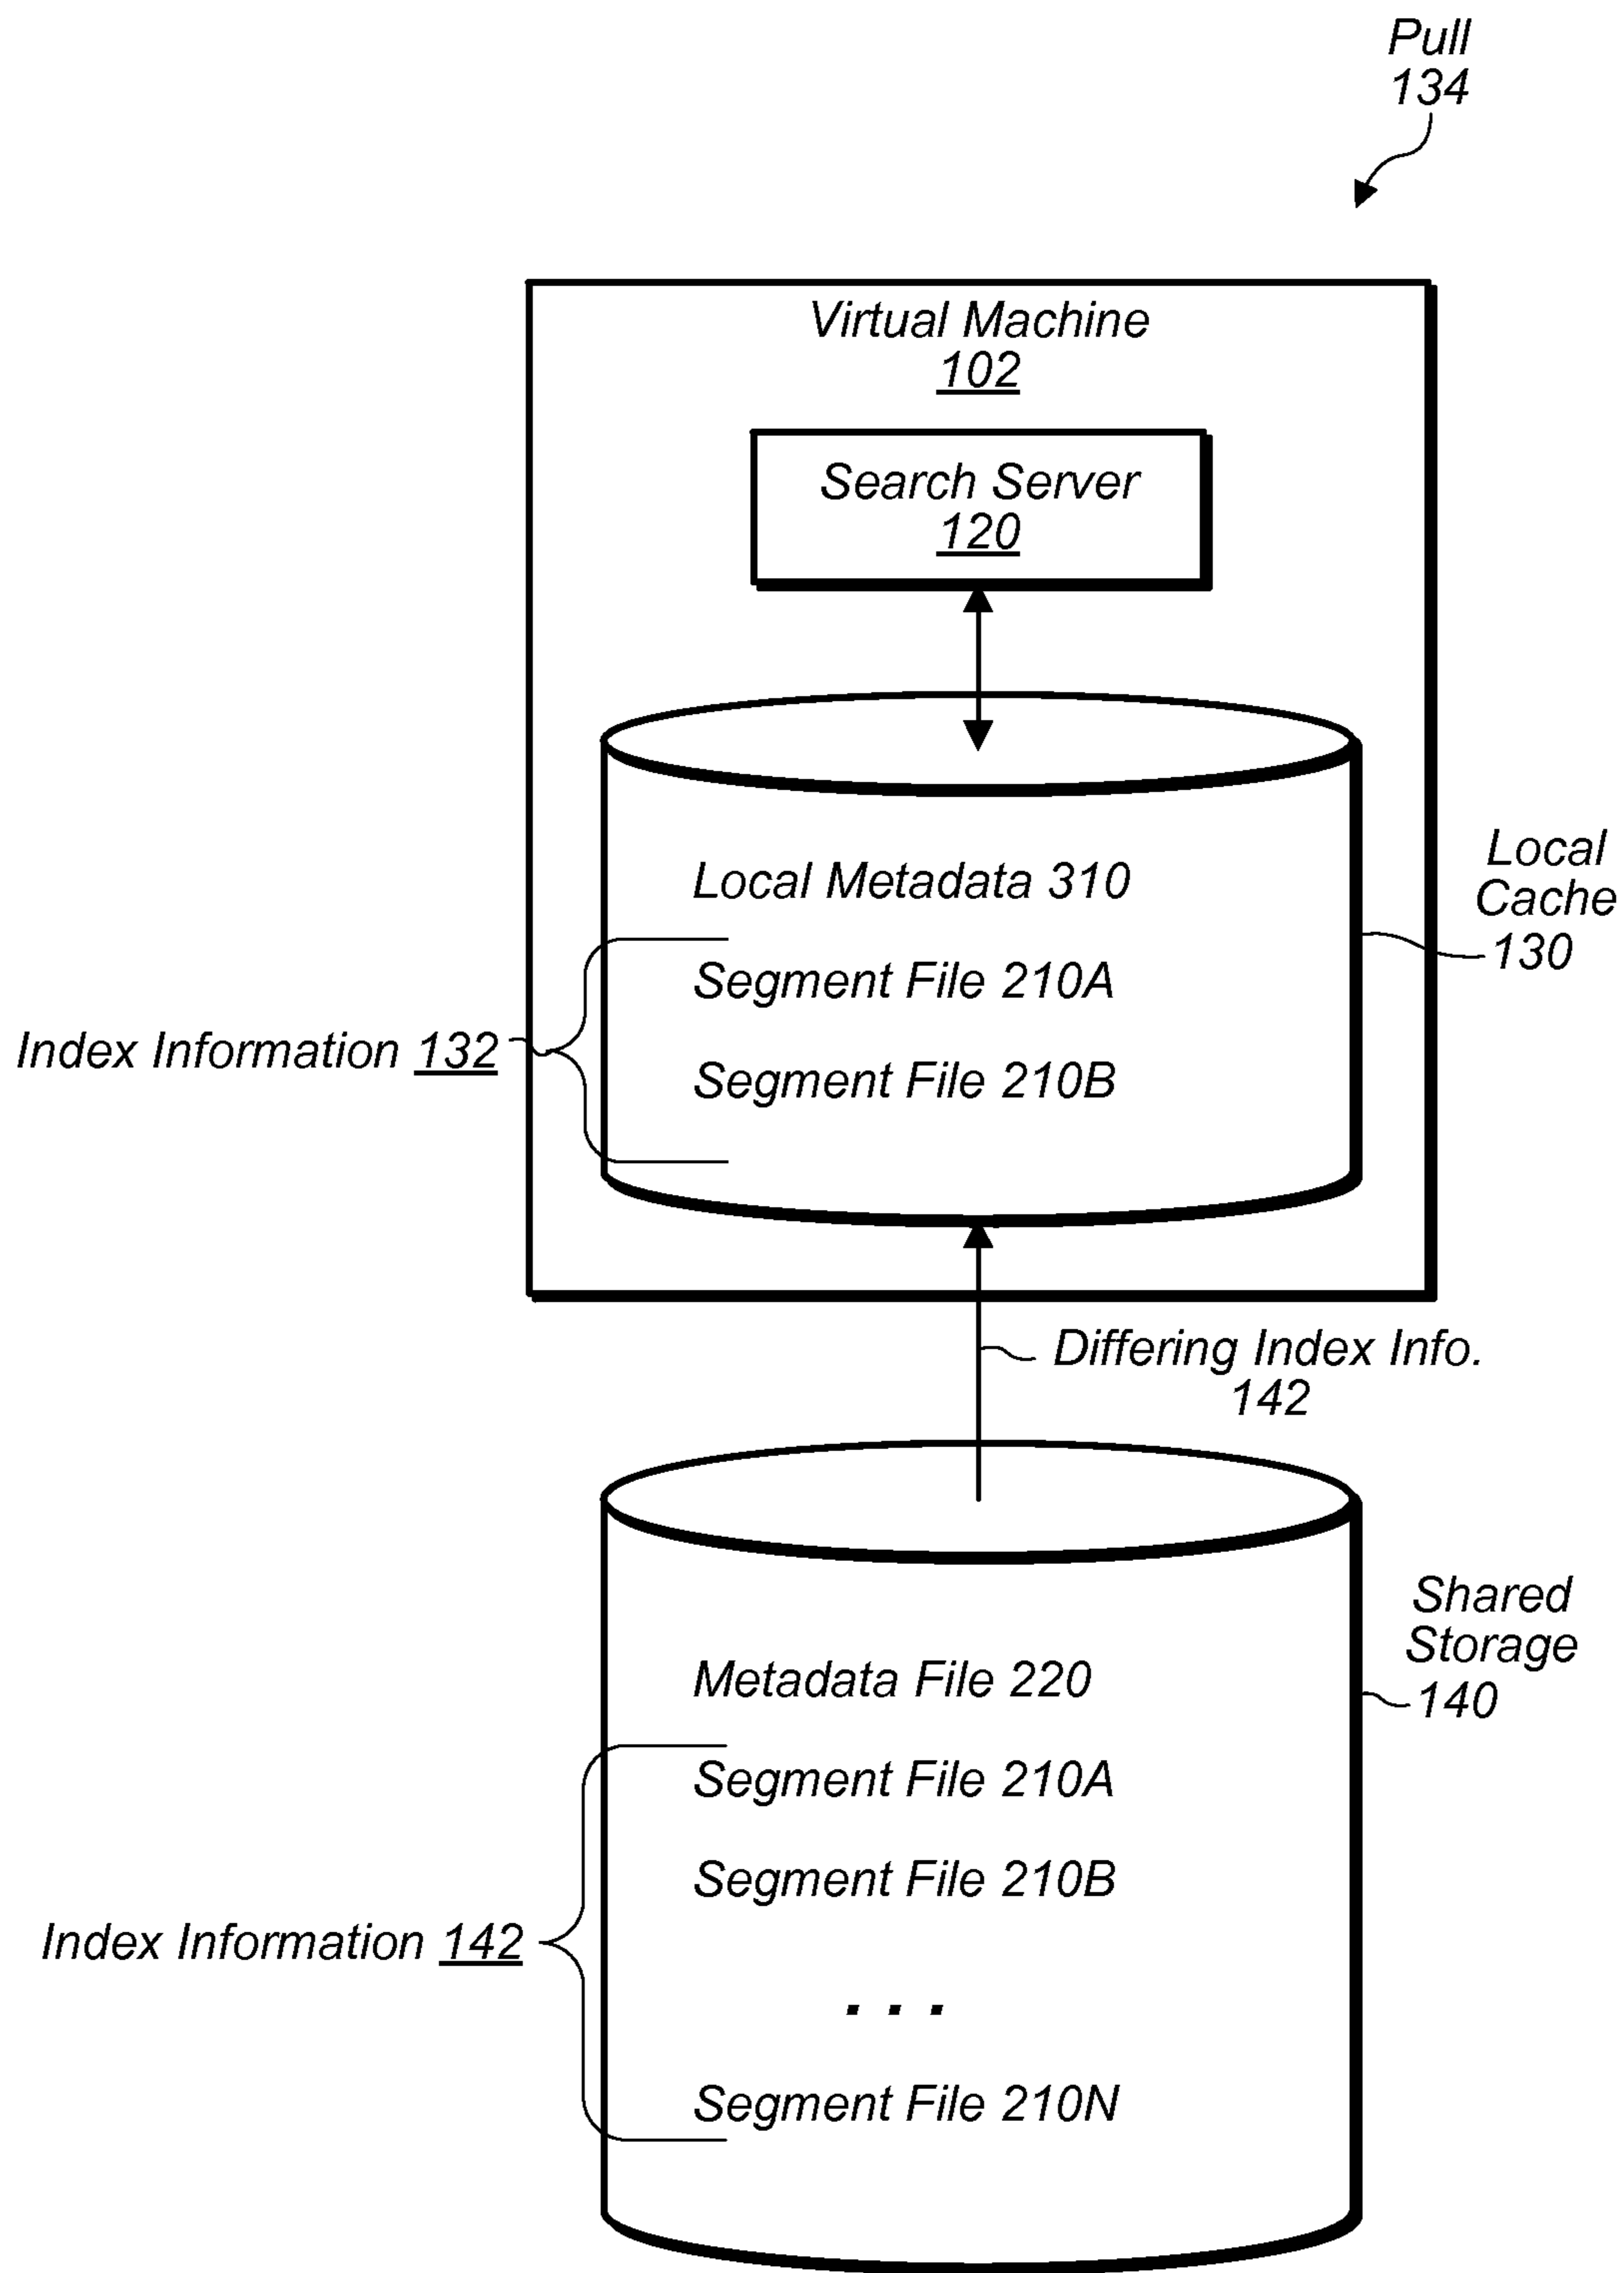 Pull
134
Virtual Machine
102
Search Server
120
Local Metadata 310
Local
Cache
130
Segment File 210A
Index Information 132
Segment File 210B
Differing Index Info.
142
Shared
Storage
140
Metadata File 220
Segment File 210A
Segment File 210B
Index Information 142
. . .
Segment File 210N